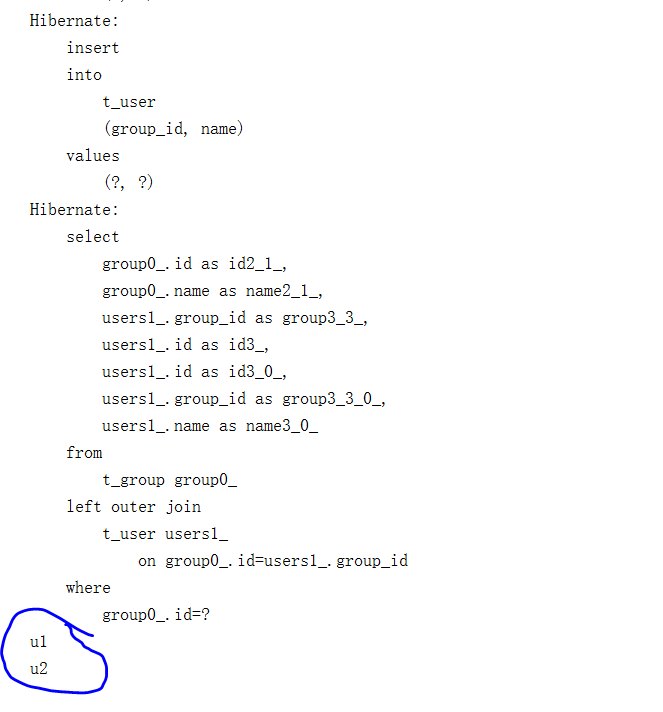 Hibernate:
insert
into
t_user
(group_id, name)
values
(?, ?)
Hibernate:
select
group0_.id as id2_1_,
group0_.name as name2_1_,
users1_.group_id as group3_3_,
users1_.id as id3_,
users1_.id as id3_0_,
users1_.group_id as group3_3_0_,
users1_.name as name3_0_
from
t_group group0_
left outer join
t_user users1_
on group0_.id=users1_.group_id
where
group0_.id=?
u1
u2